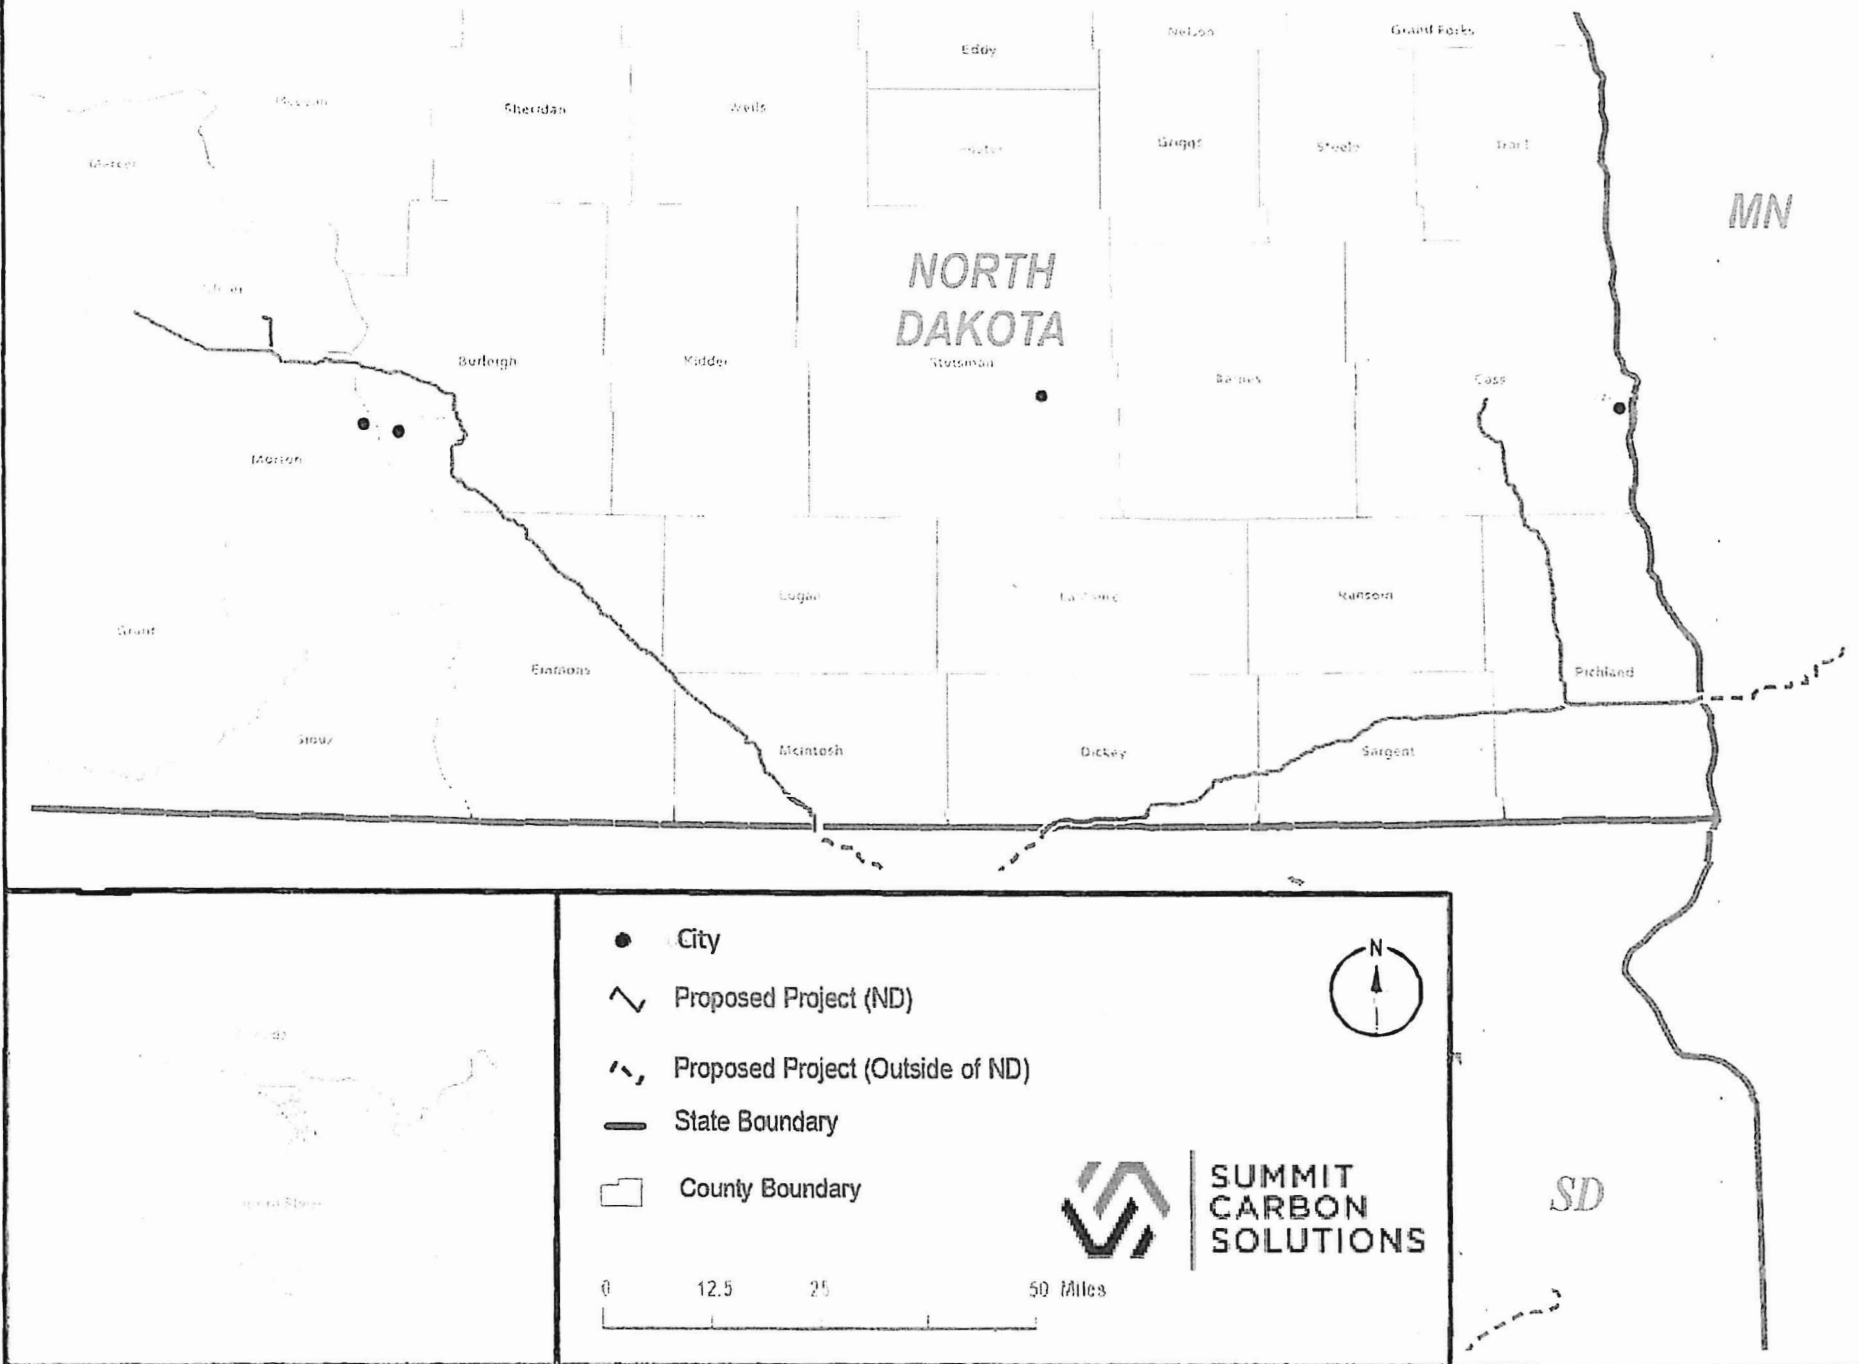 Eddy
Nelson
Grand Forks
Sheridan
Wells
Mercer
Griggs
Steele
MN
NORTH
DAKOTA
Burleigh
Kidder
Stutsman
Barnes
Cass
Morton
Logan
Ransom
Grant
Emmons
Richland
Sioux
McIntosh
Dickey
Sargent
City
N
Proposed Project (ND)
Proposed Project (Outside of ND)
State Boundary
County Boundary
SUMMIT
CARBON
SOLUTIONS
SD
0 12.5 25 50 Miles